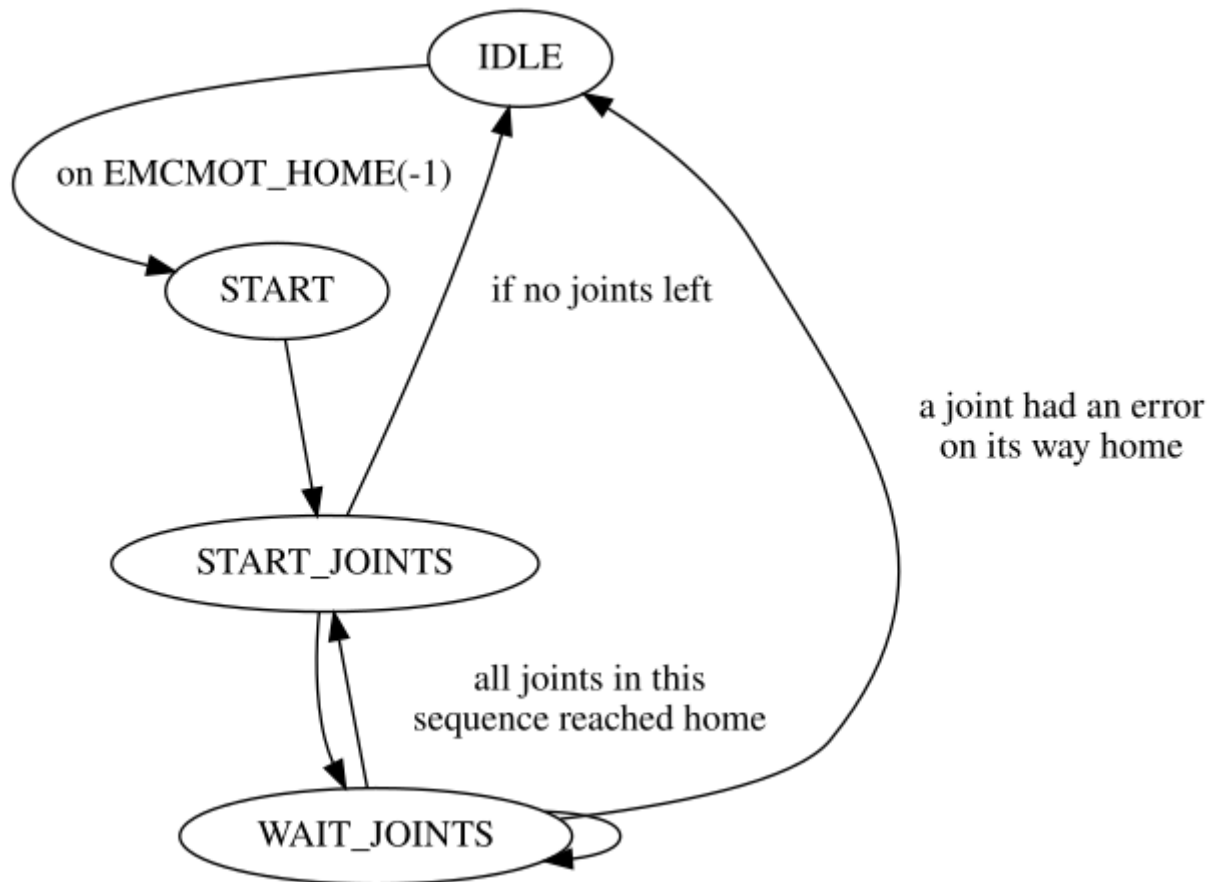 IDLE
on EMCMOT_HOME(-1)
START
if no joints left
a joint had an error
on its way home
START_JOINTS
all joints in this
sequence reached home
WAIT_JOINTS